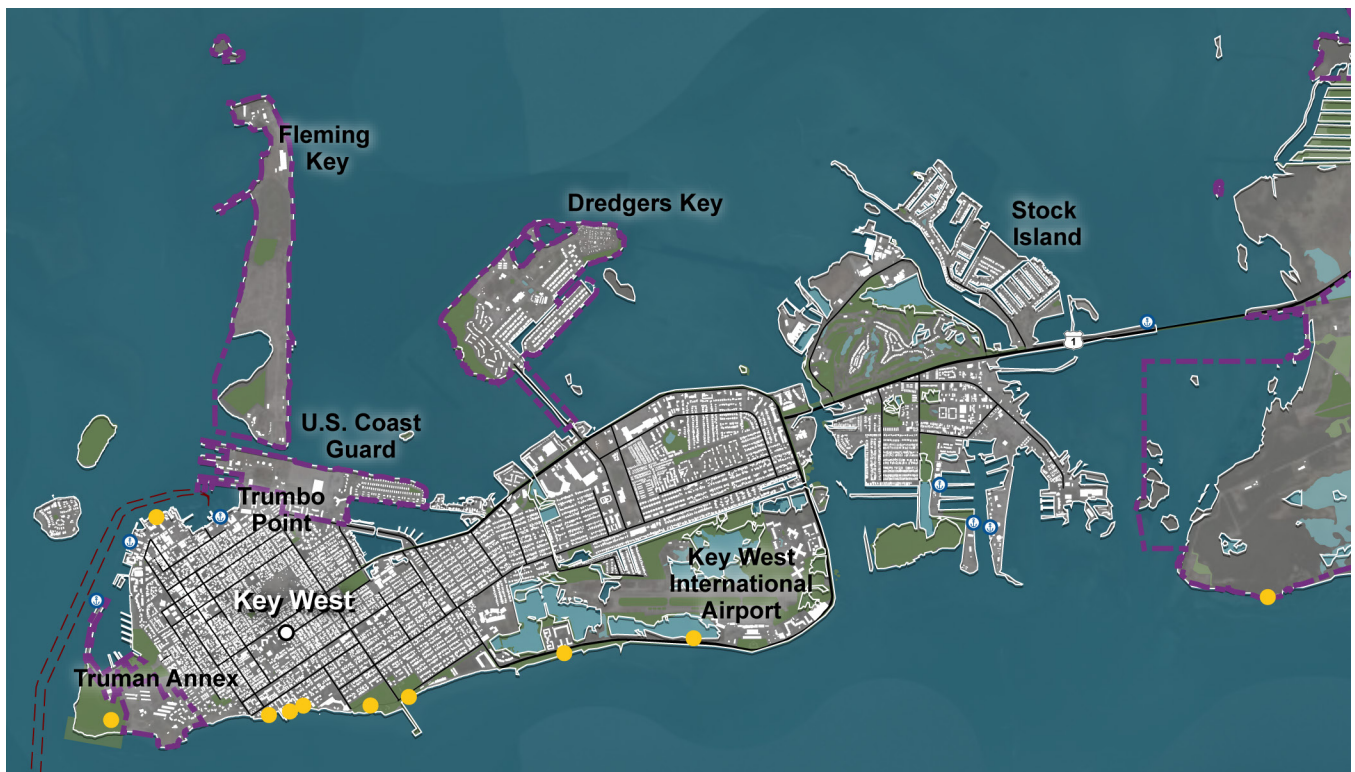 Fleming
Key
Dredgers Key
Stock
Island
1
U.S. Coast
Guard
Trumbo
Point
Key West
International
Airport
Key West
Truman Annex